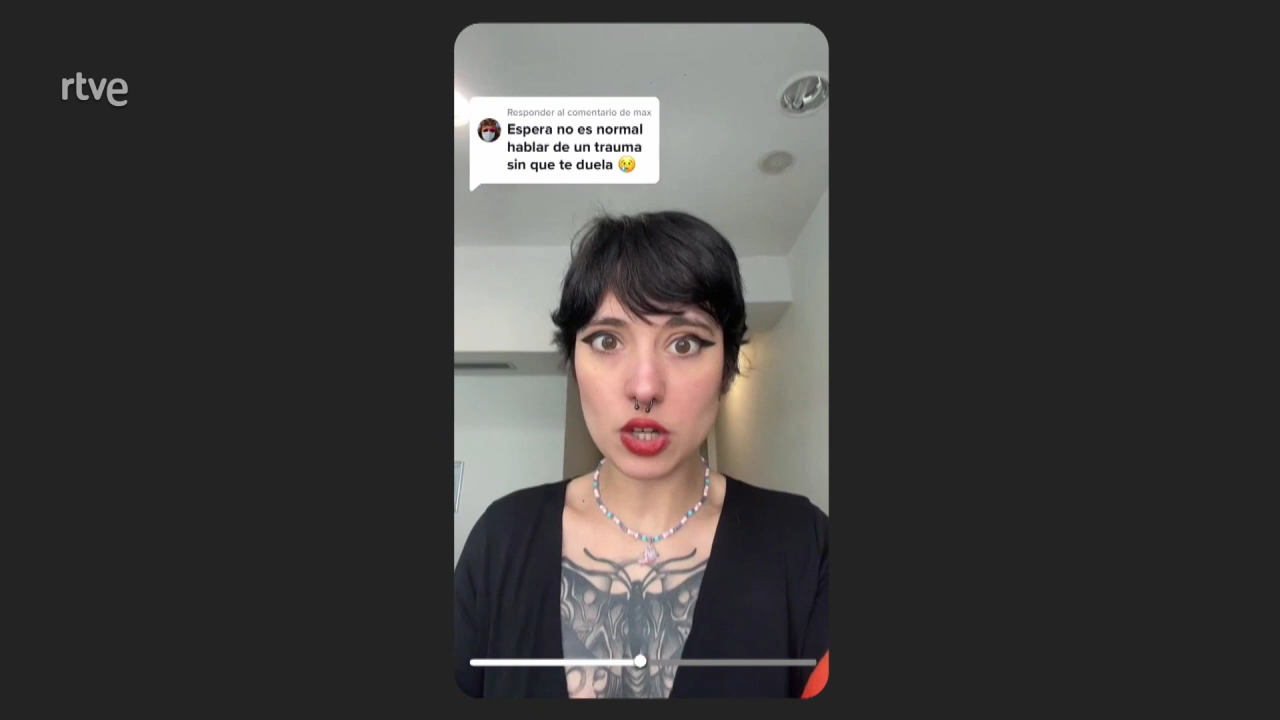 rtve
Responder al comentario de max
Espera no es normal
hablar de un trauma
sin que te duela 😢